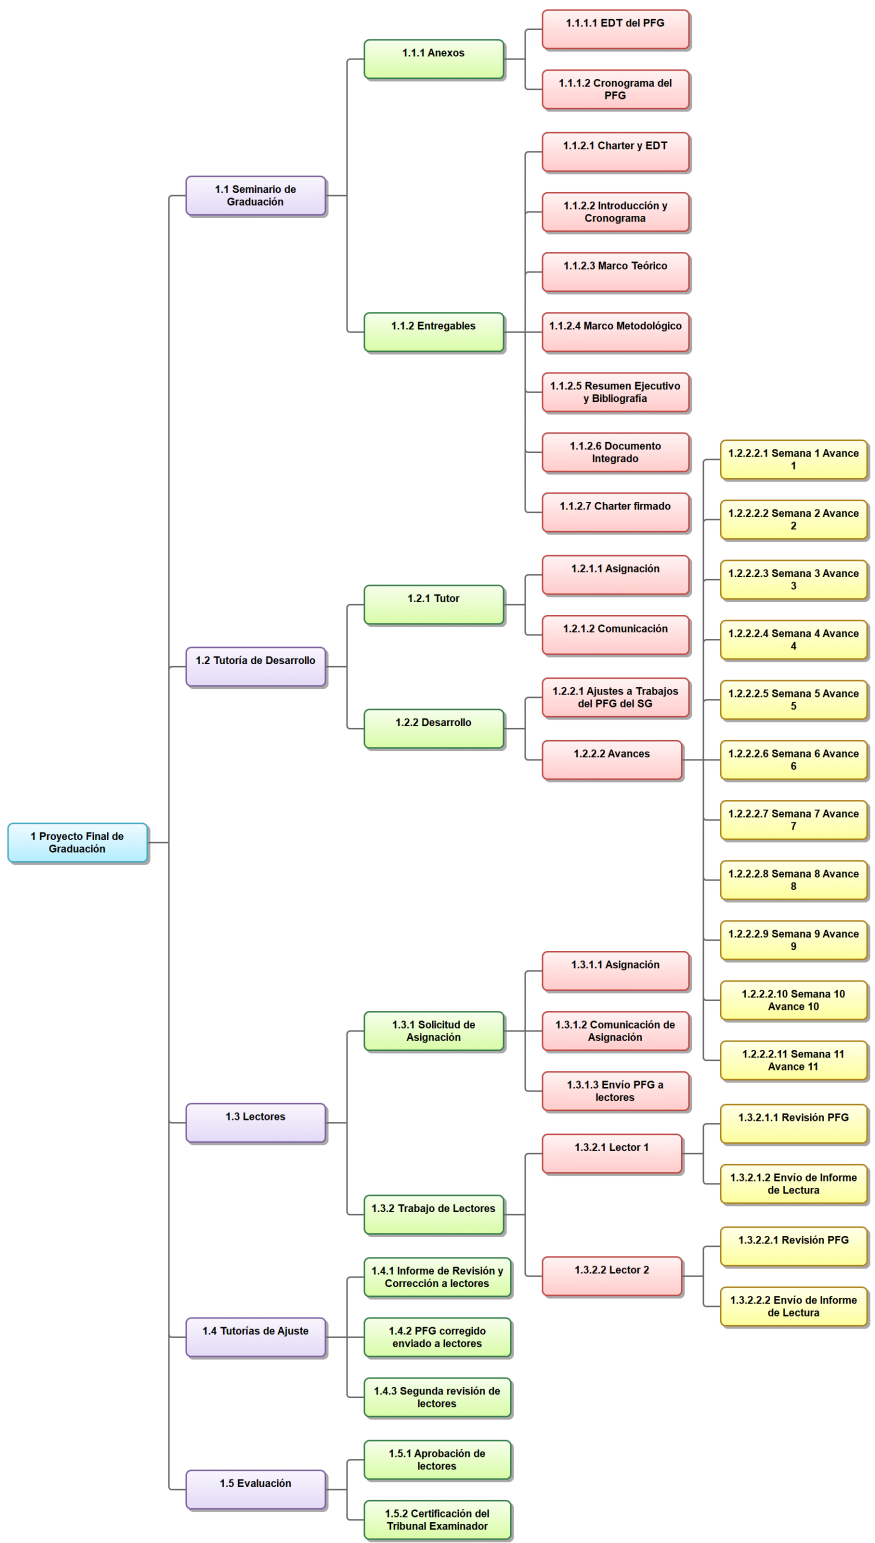 1 Proyecto Final de
Graduación
1.1 Seminario de
Graduación
1.1.1 Anexos
1.1.1.1 EDT del PFG
1.1.1.2 Cronograma del
PFG
1.1.2 Entregables
1.1.2.1 Charter y EDT
1.1.2.2 Introducción y
Cronograma
1.1.2.3 Marco Teórico
1.1.2.4 Marco Metodológico
1.1.2.5 Resumen Ejecutivo
y Bibliografía
1.1.2.6 Documento
Integrado
1.1.2.7 Charter firmado
1.2 Tutoría de Desarrollo
1.2.1 Tutor
1.2.1.1 Asignación
1.2.1.2 Comunicación
1.2.2 Desarrollo
1.2.2.1 Ajustes a Trabajos
del PFG del SG
1.2.2.2 Avances
1.2.2.2.1 Semana 1 Avance
1
1.2.2.2.2 Semana 2 Avance
2
1.2.2.2.3 Semana 3 Avance
3
1.2.2.2.4 Semana 4 Avance
4
1.2.2.2.5 Semana 5 Avance
5
1.2.2.2.6 Semana 6 Avance
6
1.2.2.2.7 Semana 7 Avance
7
1.2.2.2.8 Semana 8 Avance
8
1.2.2.2.9 Semana 9 Avance
9
1.2.2.2.10 Semana 10
Avance 10
1.2.2.2.11 Semana 11
Avance 11
1.3 Lectores
1.3.1 Solicitud de
Asignación
1.3.1.1 Asignación
1.3.1.2 Comunicación de
Asignación
1.3.1.3 Envío PFG a
lectores
1.3.2 Trabajo de Lectores
1.3.2.1 Lector 1
1.3.2.1.1 Revisión PFG
1.3.2.1.2 Envío de Informe
de Lectura
1.3.2.2 Lector 2
1.3.2.2.1 Revisión PFG
1.3.2.2.2 Envío de Informe
de Lectura
1.4 Tutorías de Ajuste
1.4.1 Informe de Revisión y
Corrección a lectores
1.4.2 PFG corregido
enviado a lectores
1.4.3 Segunda revisión de
lectores
1.5 Evaluación
1.5.1 Aprobación de
lectores
1.5.2 Certificación del
Tribunal Examinador